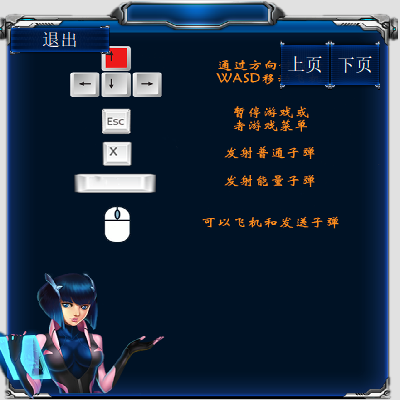 退出
通过方向
WASD移
上页
下页
Esc
暂停游戏或
者游戏菜单
X
发射普通子弹
发射能量子弹
可以飞机和发送子弹